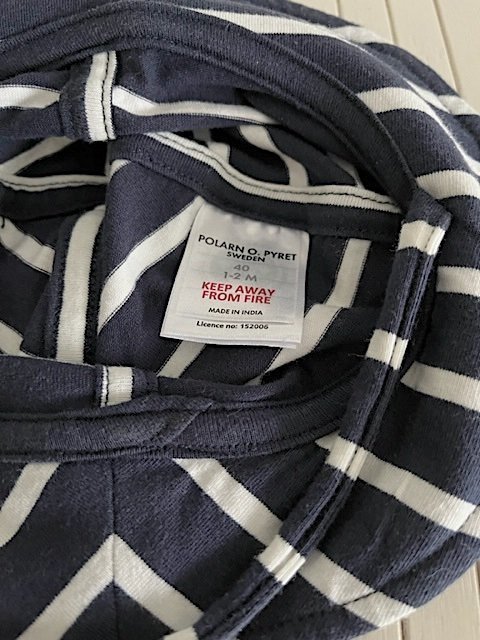 POLARN O. PYRET
SWEDEN
40
1-2 M
KEEP AWAY
FROM FIRE
MADE IN INDIA
Licence no: 152006